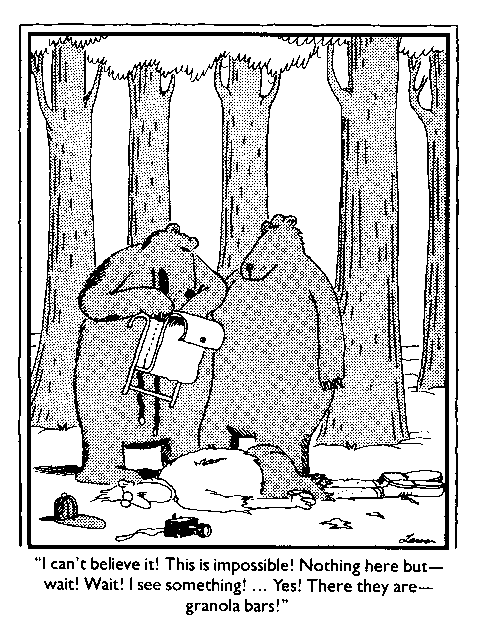 Larson
"I can't believe it! This is impossible! Nothing here but—
wait! Wait! I see something! ... Yes! There they are—
granola bars!"